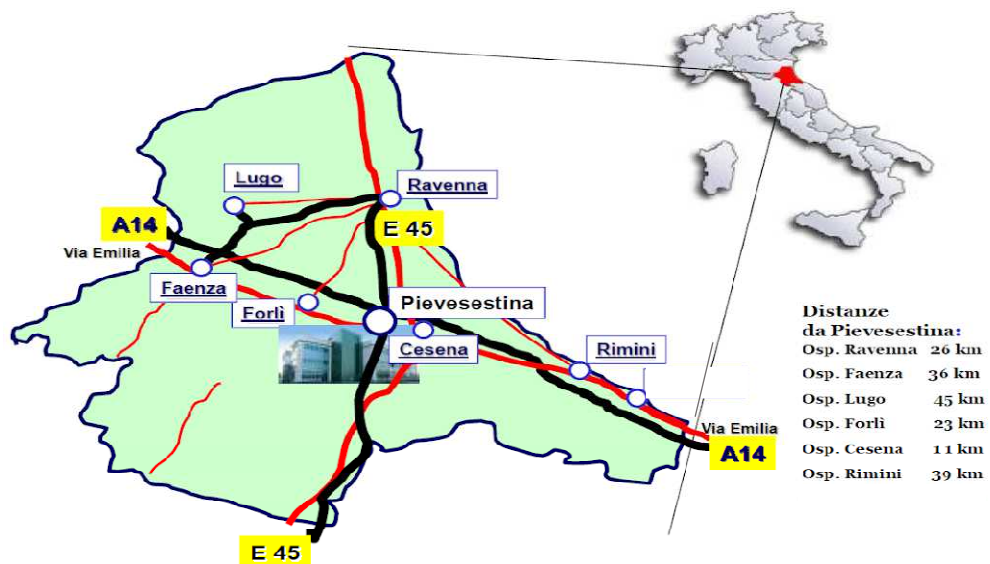 Lugo
Ravenna
A14
E 45
Via Emilia
Faenza
Pievesestina
Forlì
Cesena
Rimini
Via Emilia
A14
E 45
Distanze
da Pievesestina:
Osp. Ravenna 26 km
Osp. Faenza 36 km
Osp. Lugo 45 km
Osp. Forlì 23 km
Osp. Cesena 11 km
Osp. Rimini 39 km